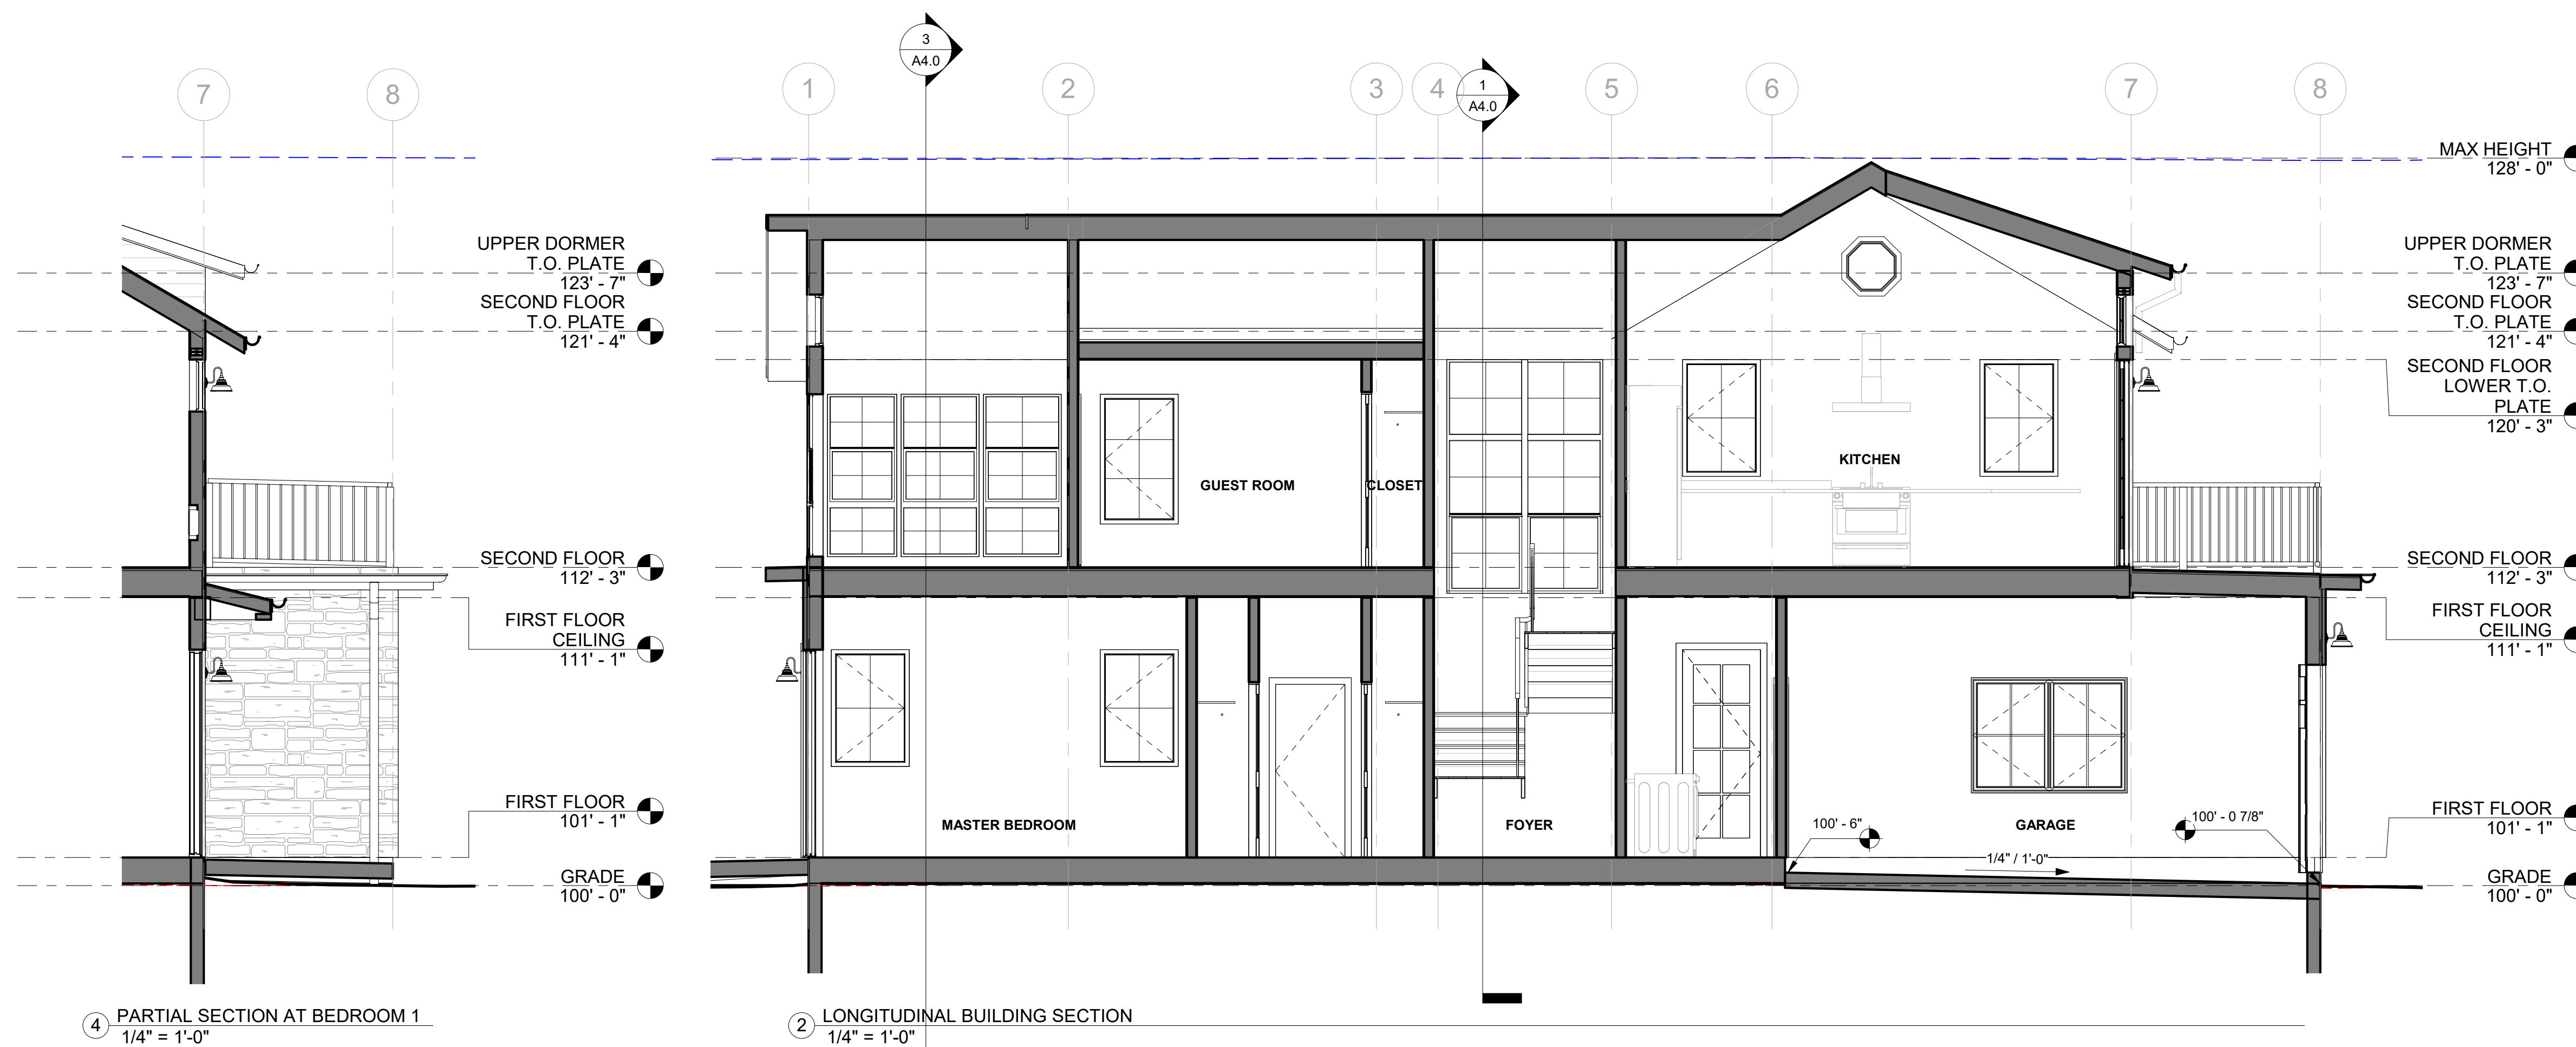 3
A4.0
7
8
1
2
3
4
1
A4.0
5
6
7
8
UPPER DORMER
T.O. PLATE
123' - 7"
SECOND FLOOR
T.O. PLATE
121' - 4"
SECOND FLOOR
112' - 3"
FIRST FLOOR
CEILING
111' - 1"
FIRST FLOOR
101' - 1"
GRADE
100' - 0"
4
PARTIAL SECTION AT BEDROOM 1
1/4" = 1'-0"
GUEST ROOM
CLOSET
KITCHEN
MASTER BEDROOM
FOYER
GARAGE
100' - 6"
100' - 0 7/8"
1/4" / 1'-0"
MAX HEIGHT
128' - 0"
UPPER DORMER
T.O. PLATE
123' - 7"
SECOND FLOOR
T.O. PLATE
121' - 4"
SECOND FLOOR
LOWER T.O.
PLATE
120' - 3"
SECOND FLOOR
112' - 3"
FIRST FLOOR
CEILING
111' - 1"
FIRST FLOOR
101' - 1"
GRADE
100' - 0"
2
LONGITUDINAL BUILDING SECTION
1/4" = 1'-0"